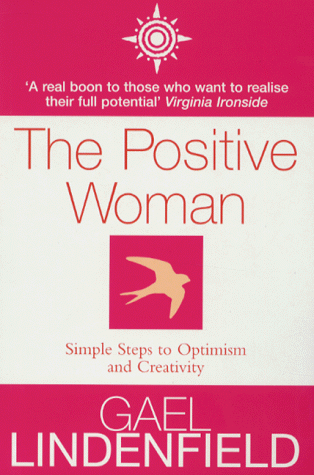 'A real boon to those who want to realise
their full potential' Virginia Ironside
The Positive
Woman
Simple Steps to Optimism
and Creativity
GAEL
LINDENFIELD